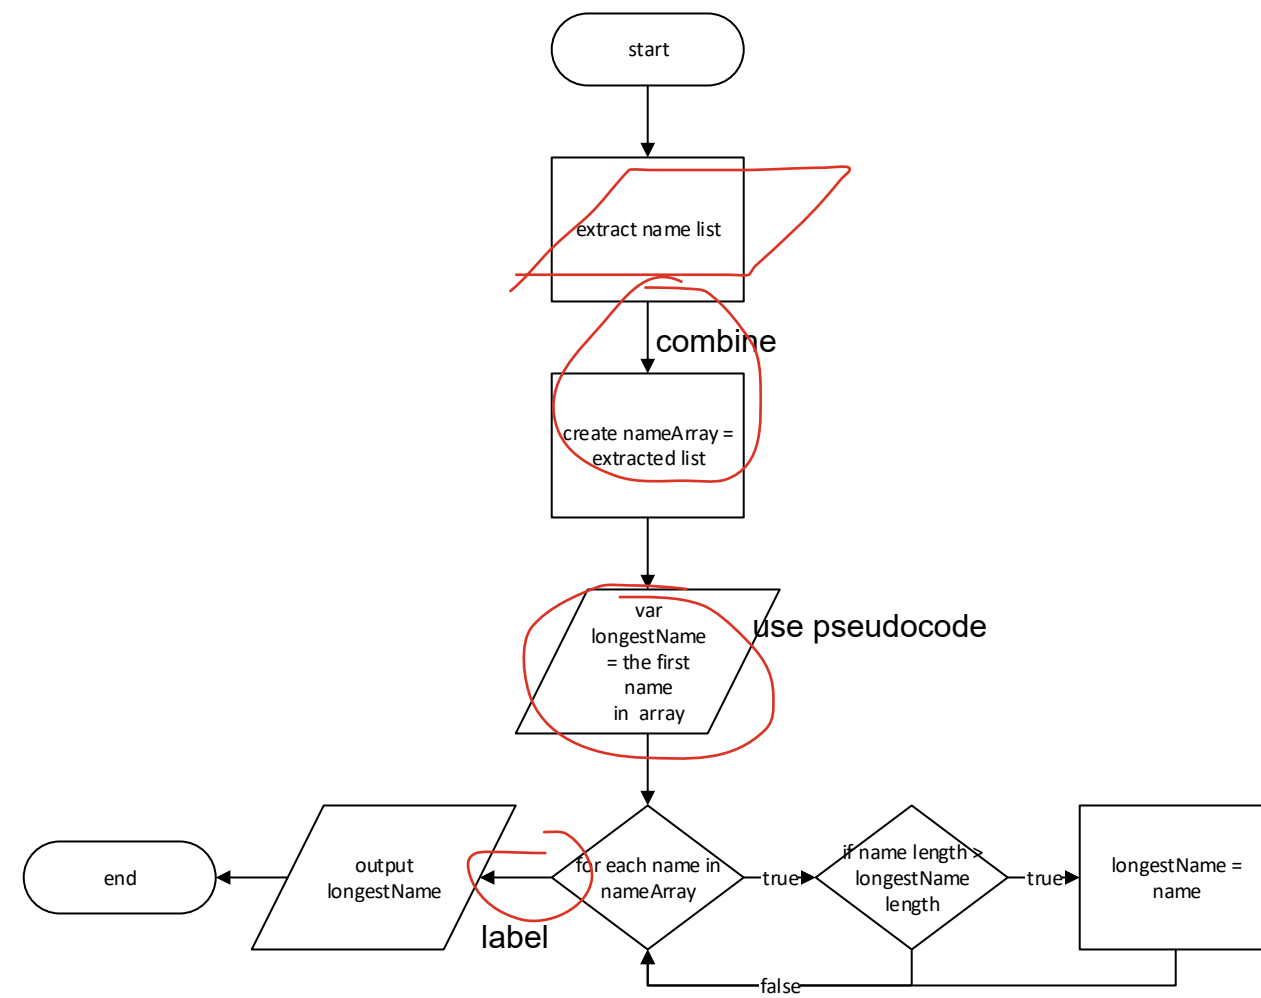 start
extract name list
combine
create nameArray =
extracted list
var
longestName
= the first
name
in array
use pseudocode
end
output
longestName
label
for each name in
nameArray
true
if name length >
longestName
length
true
longestName =
name
false